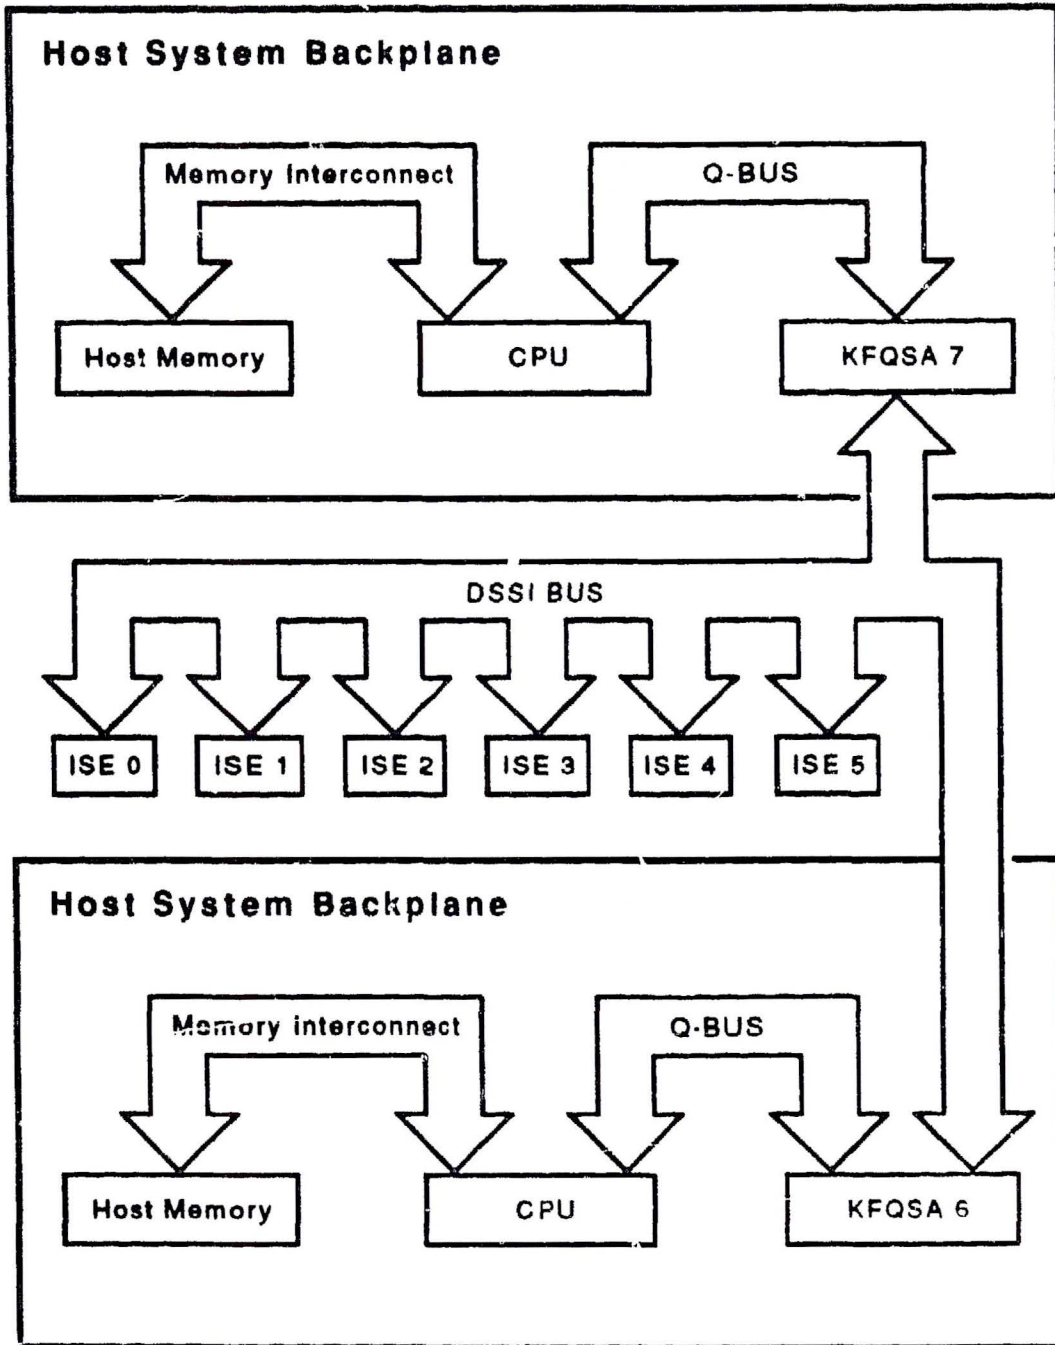 Host System Backplane
Memory Interconnect
Q-BUS
Host Memory
CPU
KFQSA 7
DSSI BUS
ISE 0
ISE 1
ISE 2
ISE 3
ISE 4
ISE 5
Host System Backplane
Memory interconnect
Q-BUS
Host Memory
CPU
KFQSA 6